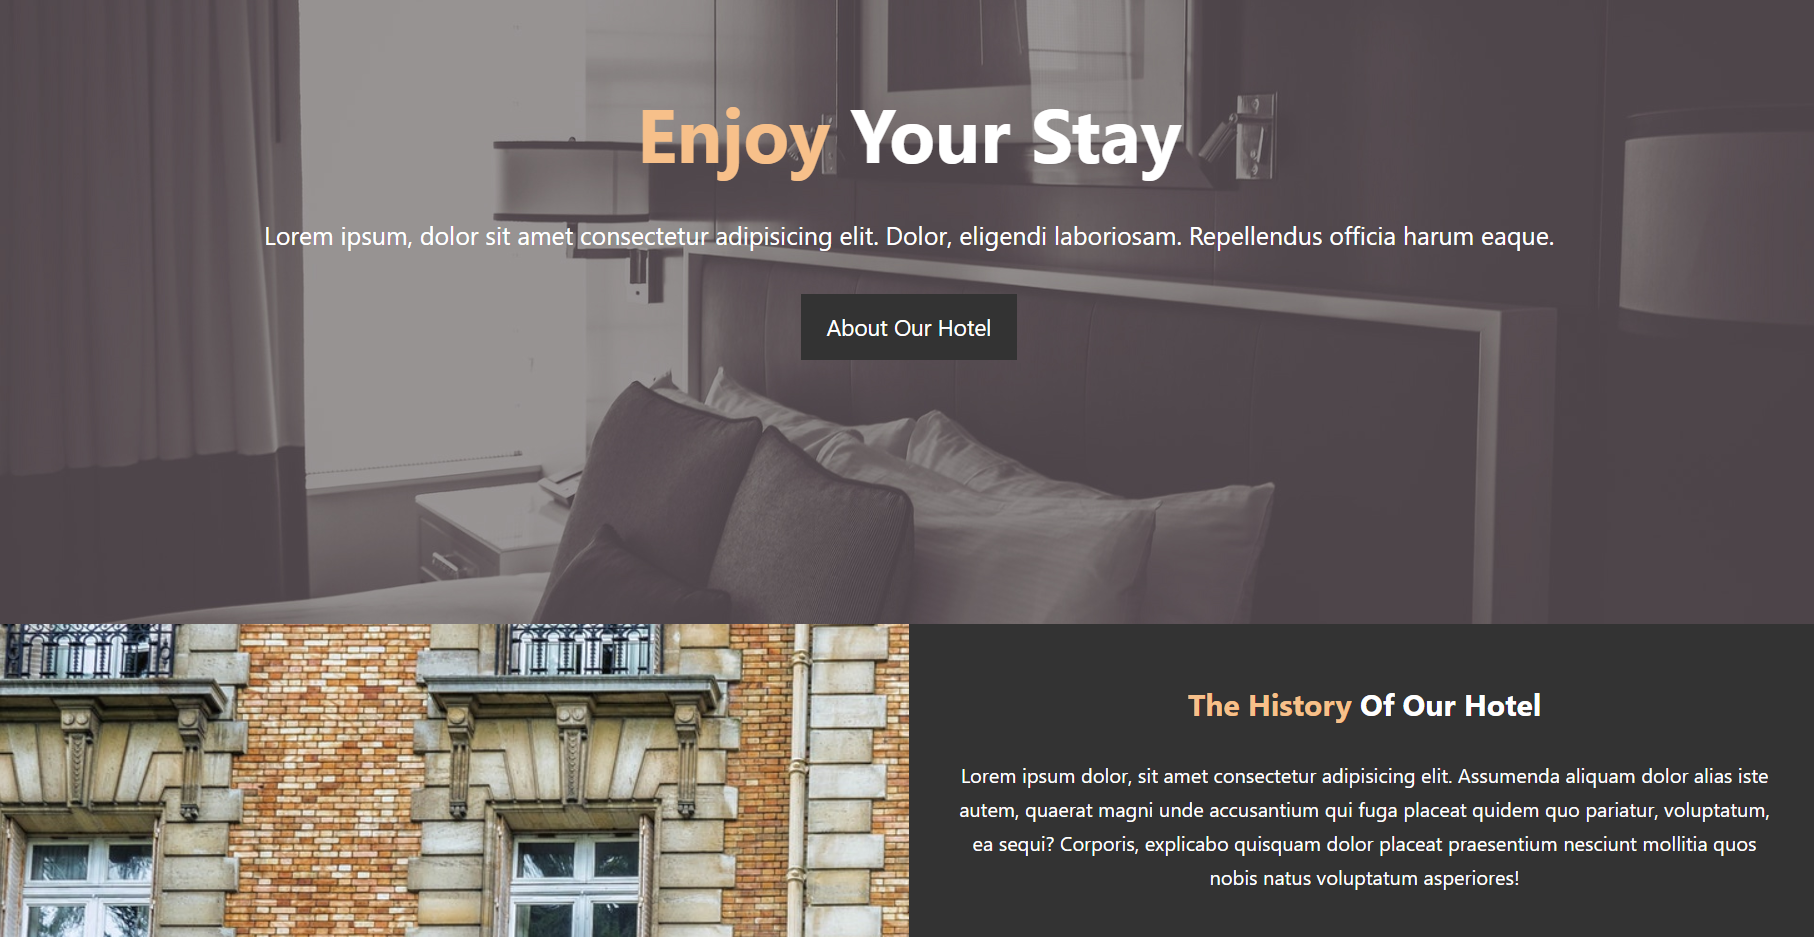 Enjoy Your Stay
Lorem ipsum, dolor sit amet consectetur adipisicing elit. Dolor, eligendi laboriosam. Repellendus officia harum eaque.
About Our Hotel
The History Of Our Hotel
Lorem ipsum dolor, sit amet consectetur adipisicing elit. Assumenda aliquam dolor alias iste
autem, quaerat magni unde accusantium qui fuga placeat quidem quo pariatur, voluptatum,
ea sequi? Corporis, explicabo quisquam dolor placeat praesentium nesciunt mollitia quos
nobis natus voluptatum asperiores!